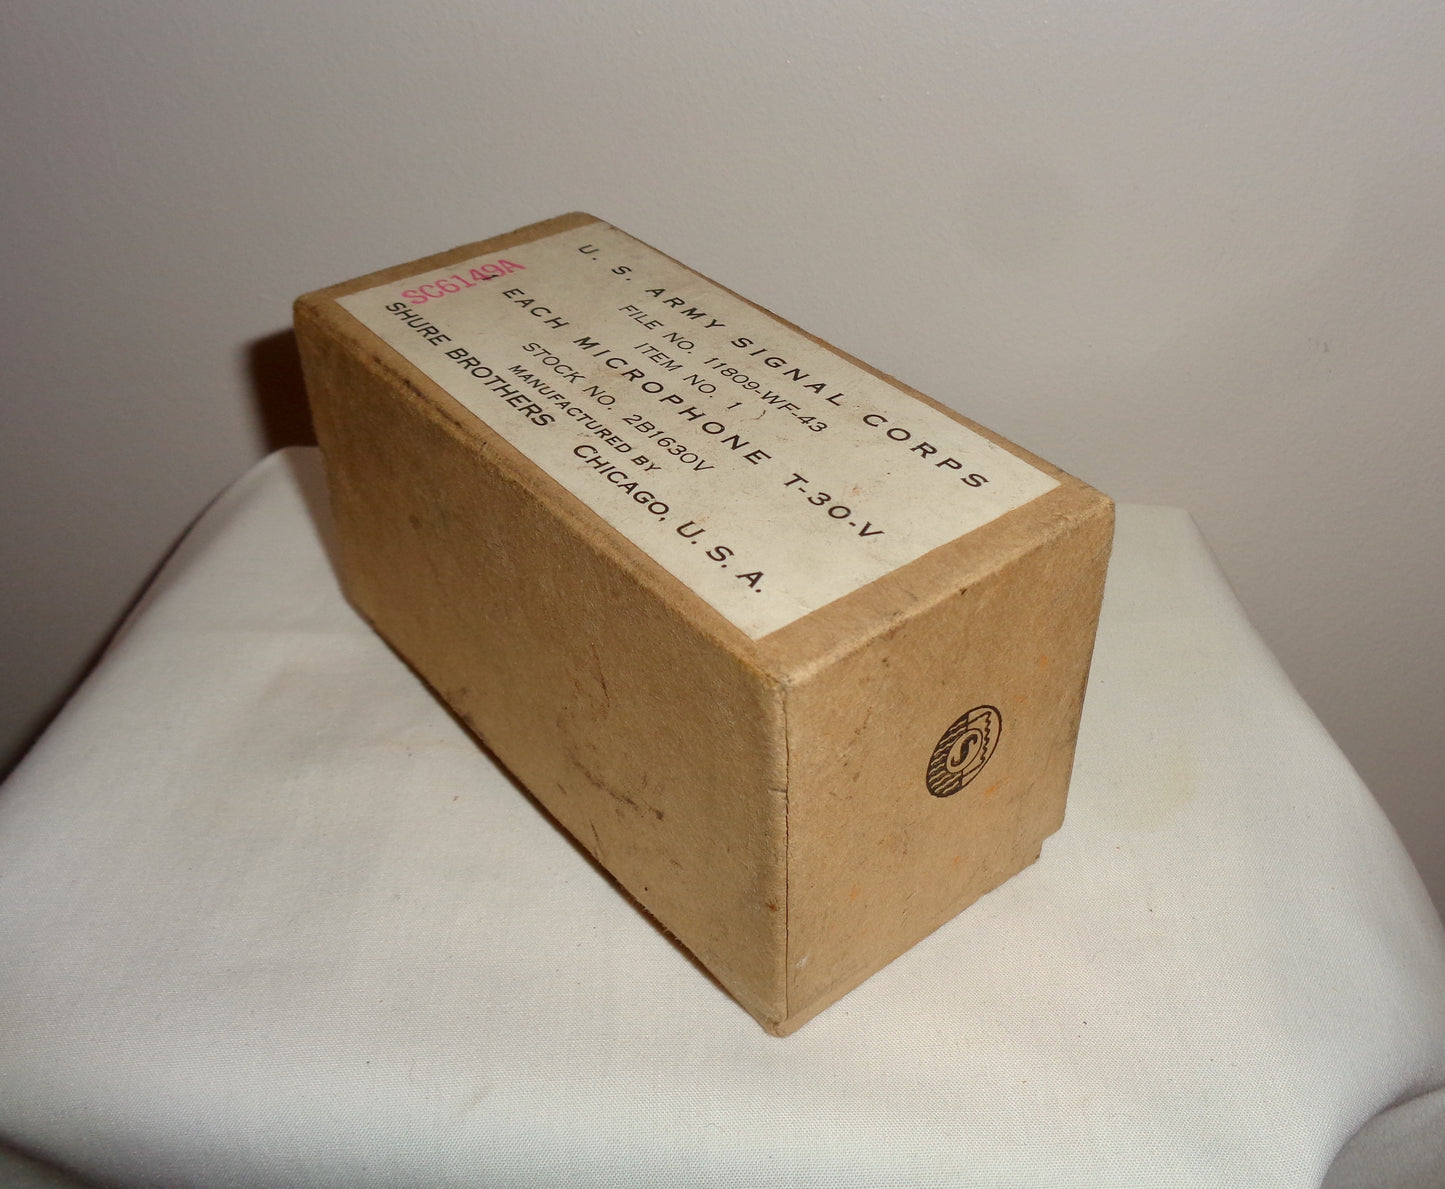 U. S. ARMY SIGNAL CORPS
FILE NO. 11809-WF-43
ITEM NO. 1
1 EACH MICROPHONE T-30-V
STOCK NO. 2B1630V
MANUFACTURED BY
SHURE BROTHERS CHICAGO, U. S. A.
SC6149A
S